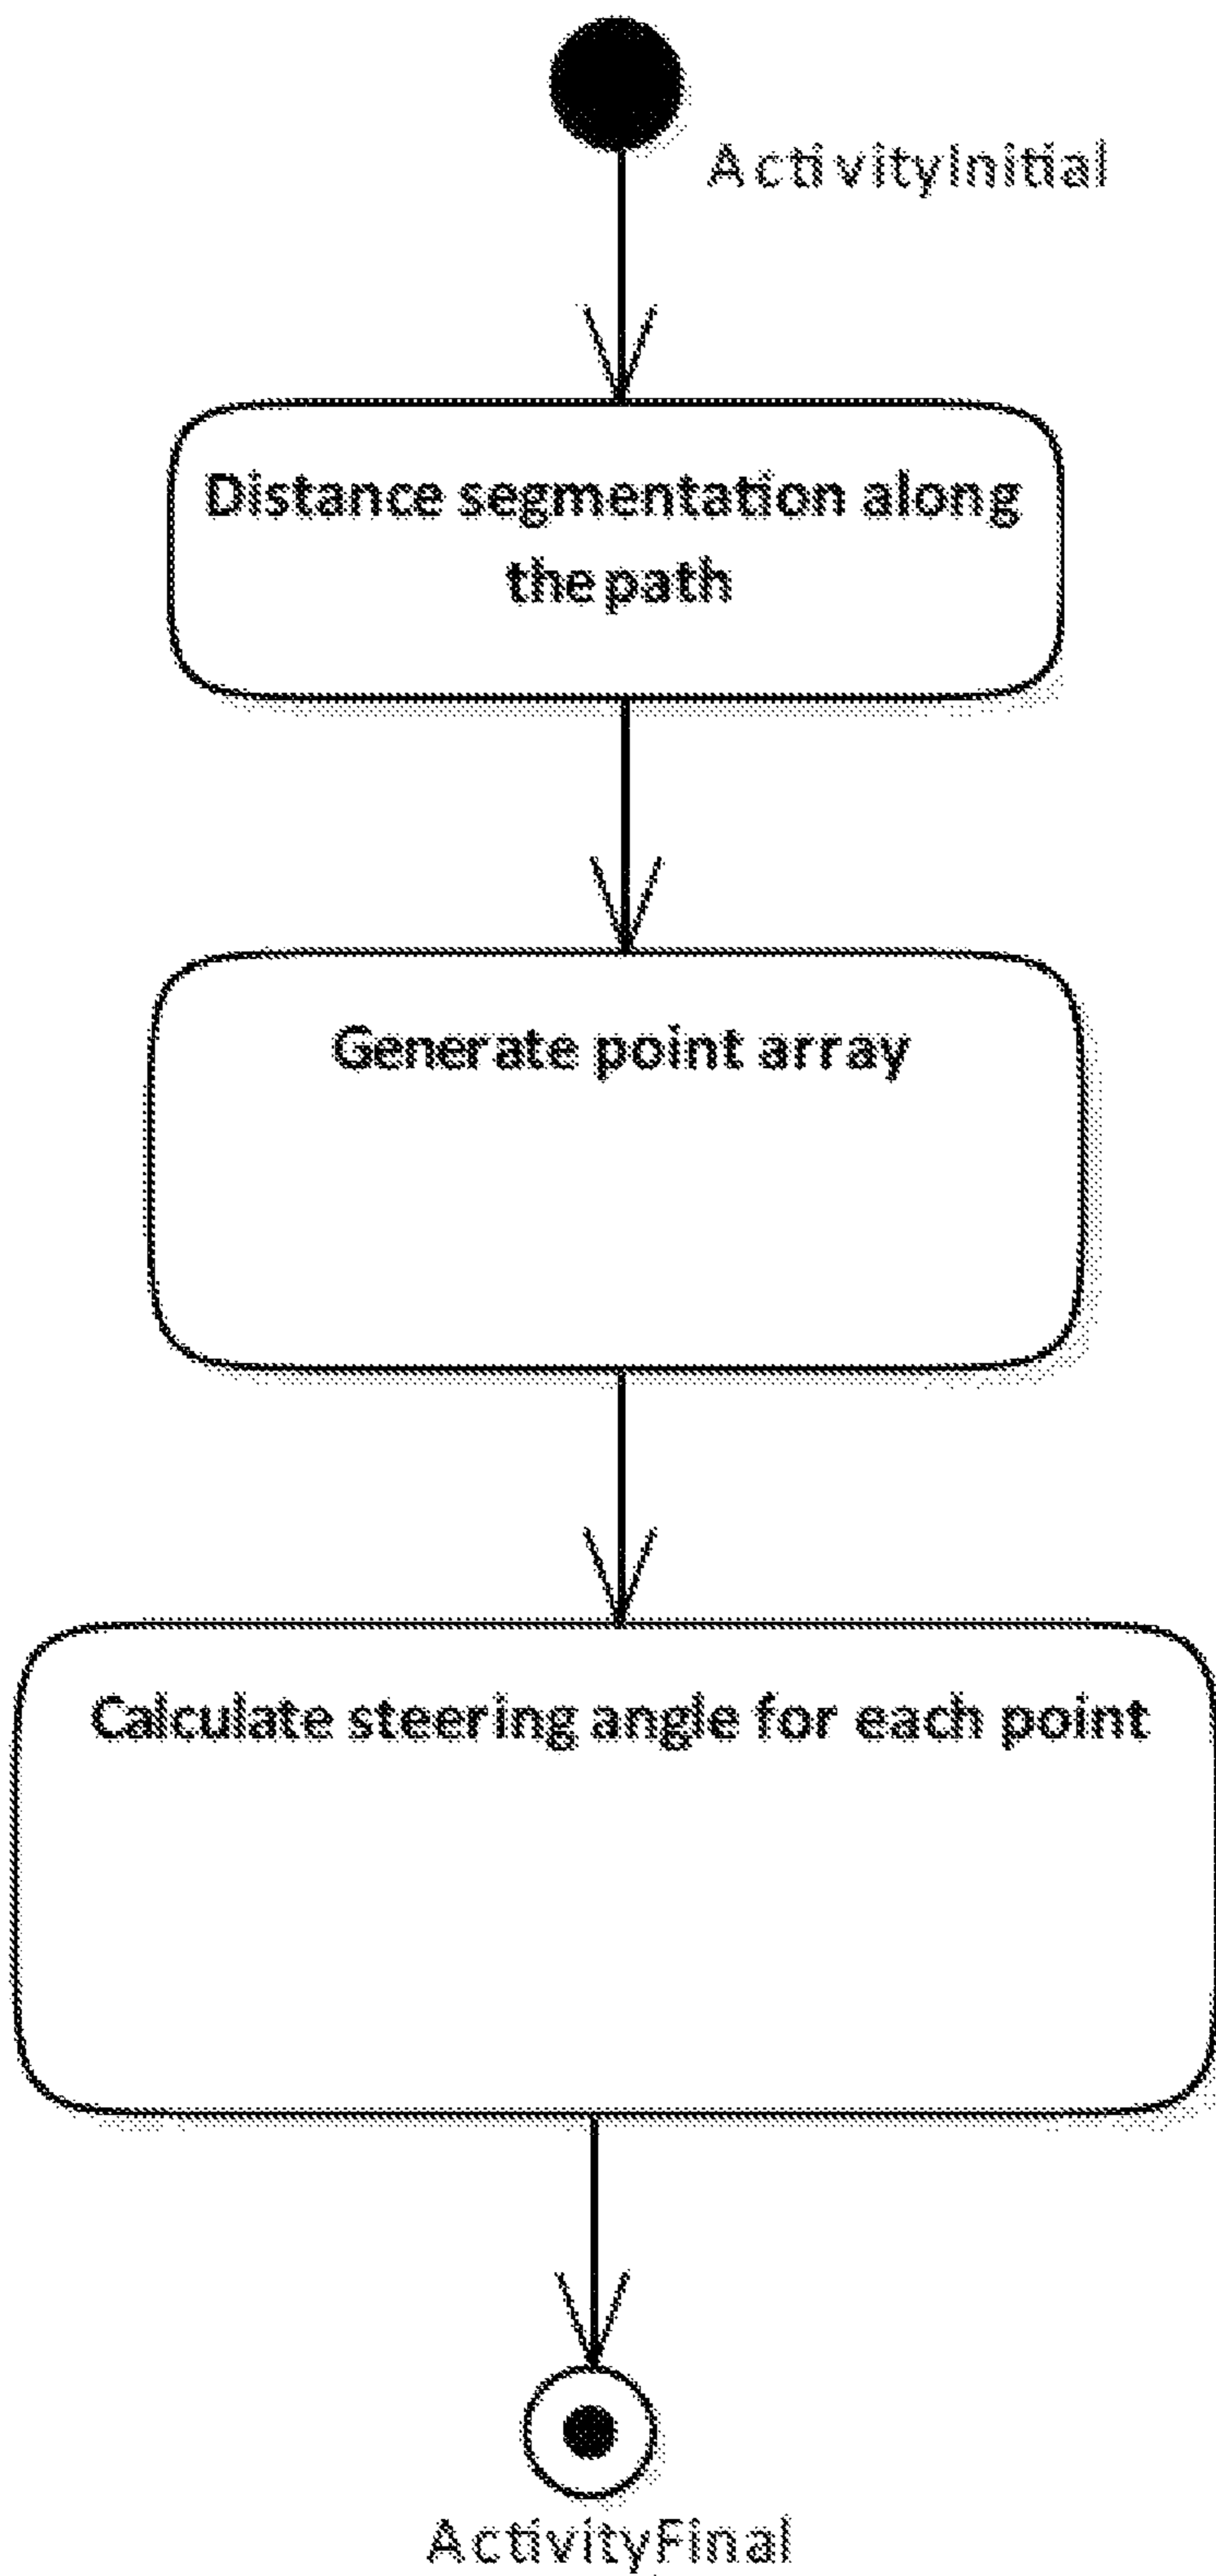 ActivityInitial
Distance segmentation along
the path
Generate point array
Calculate steering angle for each point
ActivityFinal